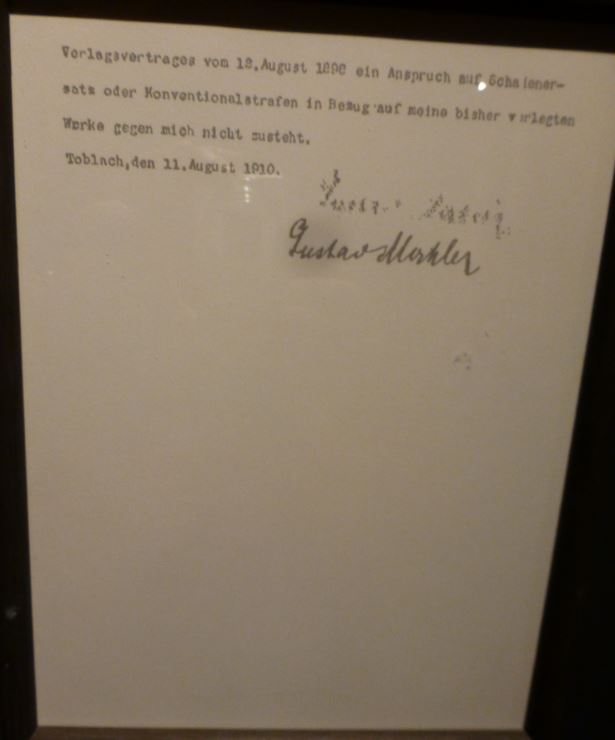 Verlagsvertrages vom 12.August 1898 ein Anspruch auf Schadener-
satz oder Konventionalstrafen in Bezug auf meine bisher verlegten
Werke gegen mich nicht zusteht.
Toblach,den 11.August 1910.
Gustav Mahler